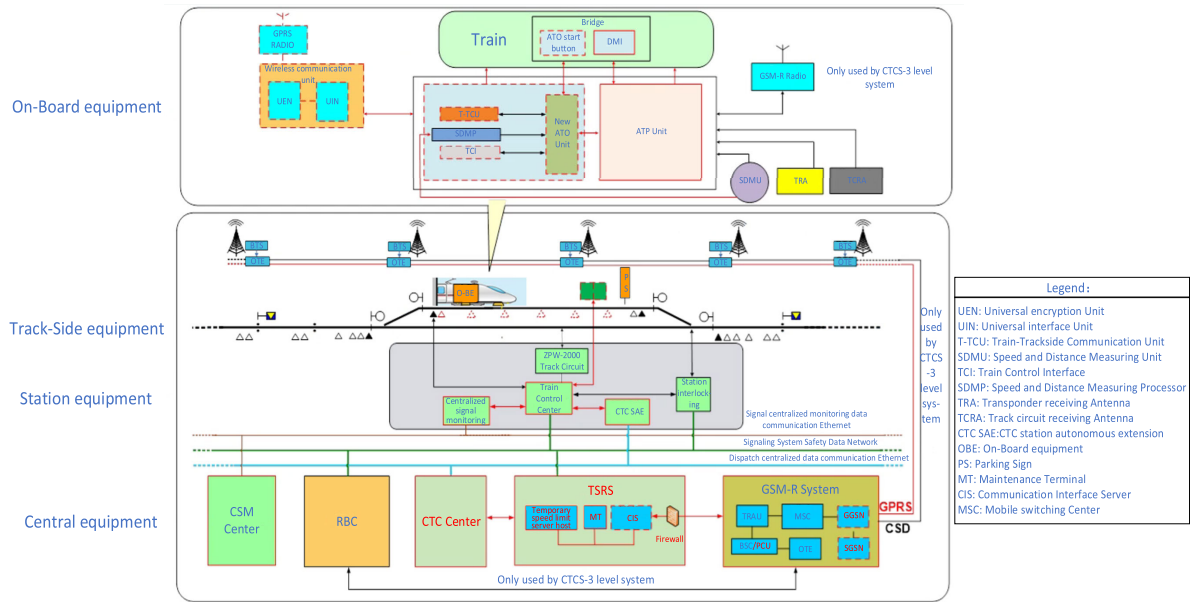 GPRS
RADIO
Wireless communication
unit
UEN
UIN
Train
Bridge
ATO start
button
DMI
GSM-R Radio
Only used by CTCS-3 level
system
On-Board equipment
T-TCU
SDMP
TCI
New
ATO
Unit
ATP Unit
SDMU
TRA
TCRA
BTS
OTE
BTS
OTE
BTS
OTE
BTS
OTE
BTS
OTE
O-BE
P
S
Track-Side equipment
Only
used
by
CTCS
-3
level
sys-
tem
Legend：
UEN: Universal encryption Unit
UIN: Universal interface Unit
T-TCU: Train-Trackside Communication Unit
SDMU: Speed and Distance Measuring Unit
TCI: Train Control Interface
SDMP: Speed and Distance Measuring Processor
TRA: Transponder receiving Antenna
TCRA: Track circuit receiving Antenna
CTC SAE:CTC station autonomous extension
OBE: On-Board equipment
PS: Parking Sign
MT: Maintenance Terminal
CIS: Communication Interface Server
MSC: Mobile switching Center
Station equipment
ZPW-2000
Track Circuit
Train
Control
Center
Centralized
signal
monitoring
CTC SAE
Station
interlock-
ing
Signal centralized monitoring data
communication Ethernet
Signaling System Safety Data Network
Dispatch centralized data communication Ethernet
Central equipment
CSM
Center
RBC
CTC Center
TSRS
Temporary
speed limit
server host
MT
CIS
Firewall
GSM-R System
TRAU
MSC
GGSN
BSC/PCU
OTE
SGSN
GPRS
CSD
Only used by CTCS-3 level system